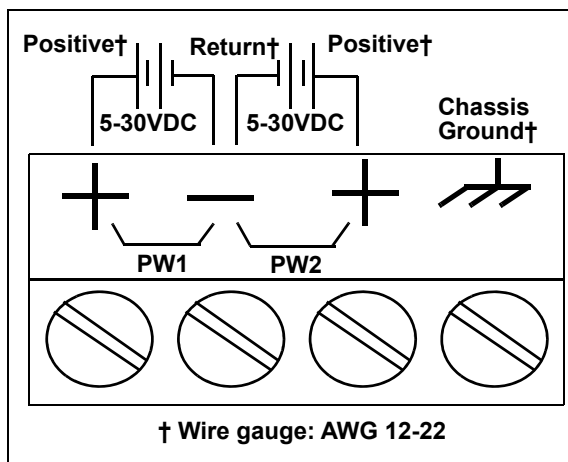 Positive† Return† Positive†
5-30VDC 5-30VDC
Chassis
Ground†
PW1 PW2
† Wire gauge: AWG 12-22